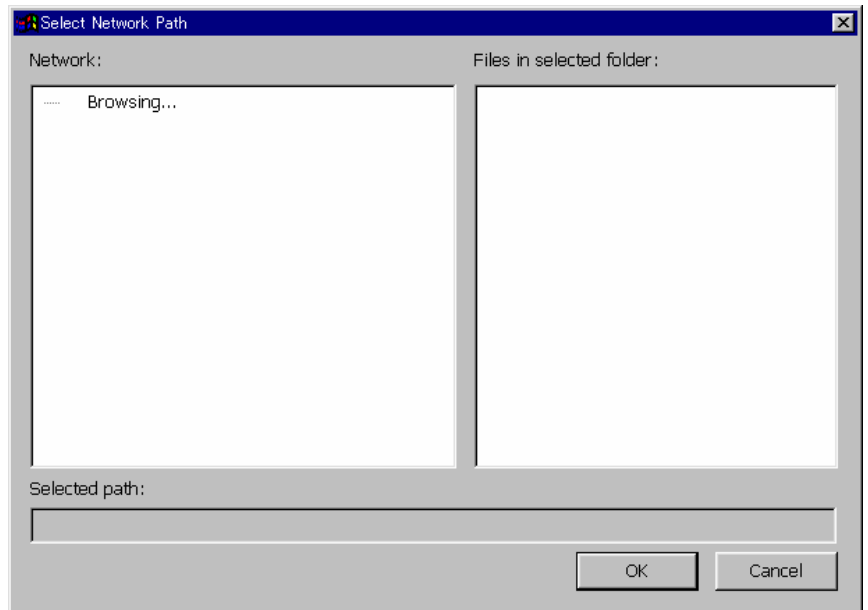 Select Network Path
Network:
Files in selected folder:
Browsing...
Selected path:
OK
Cancel